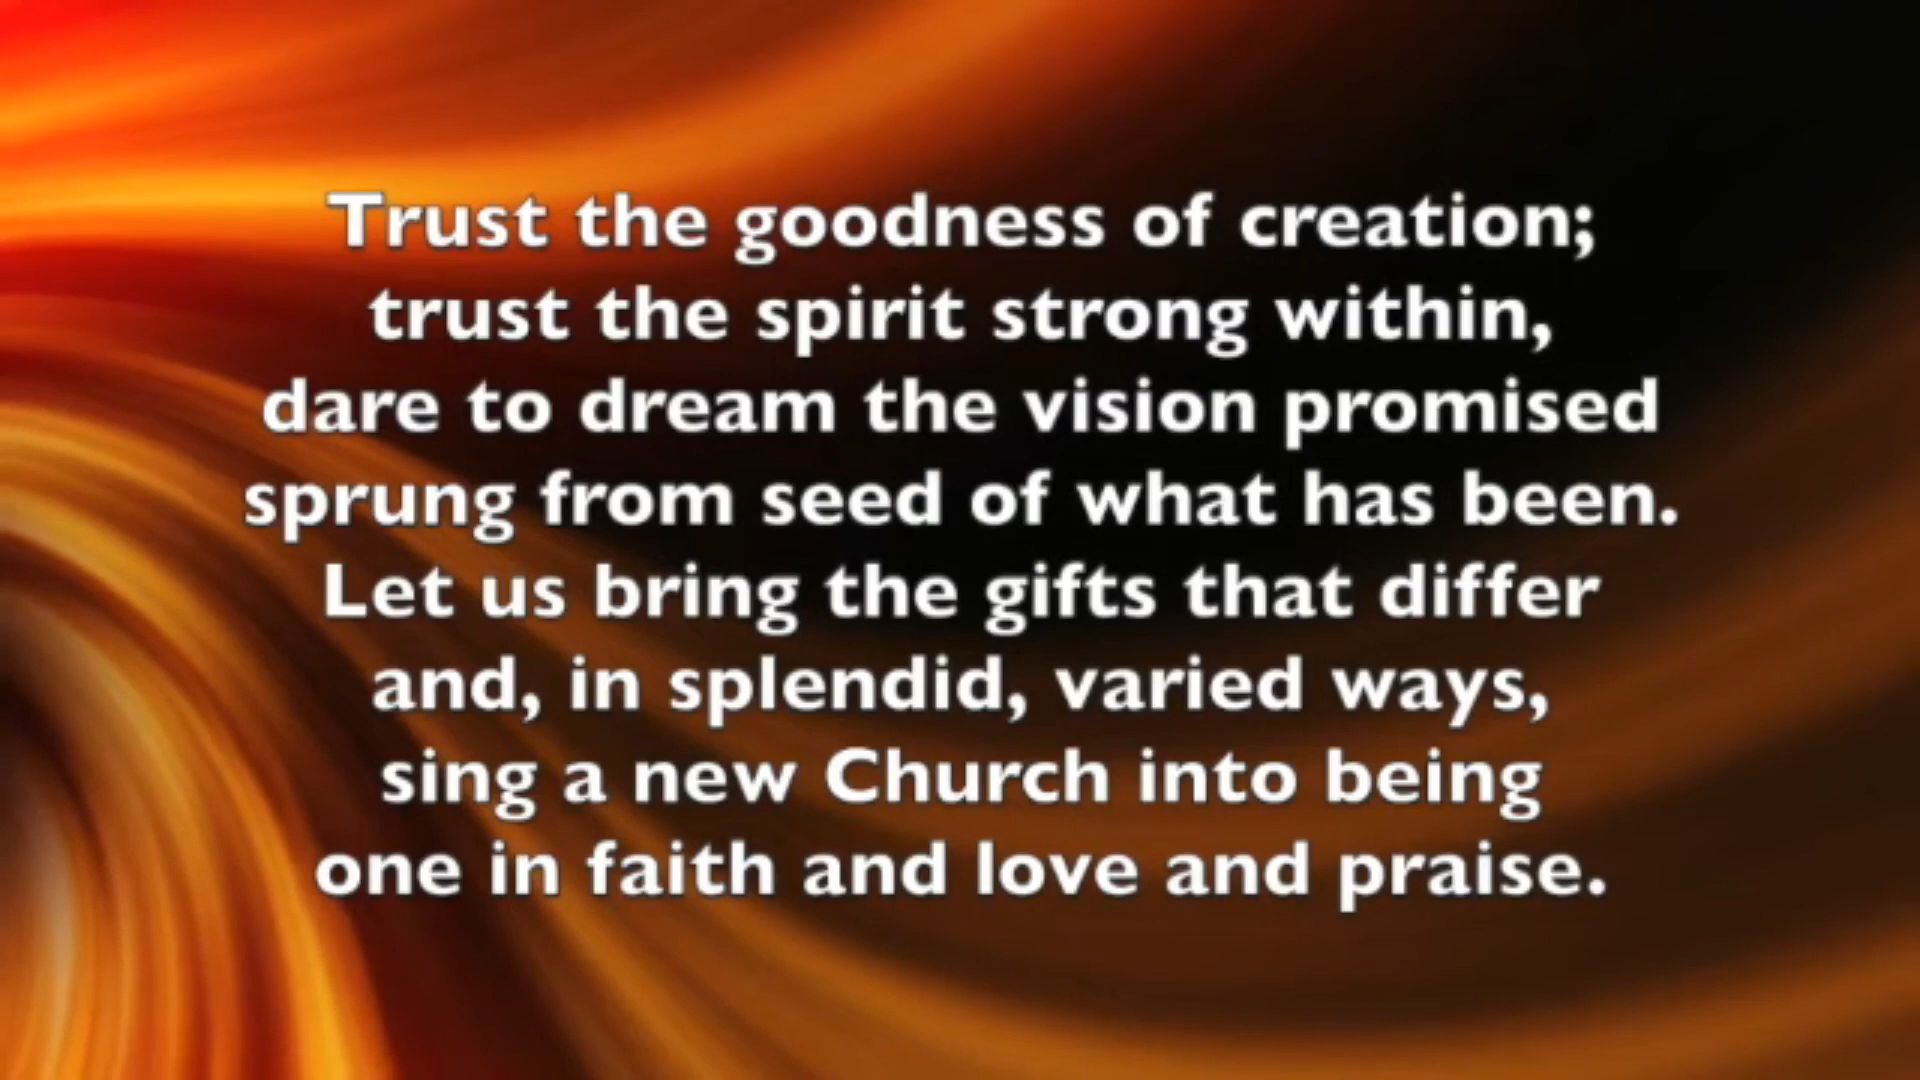 Trust the goodness of creation;
trust the spirit strong within,
dare to dream the vision promised
sprung from seed of what has been.
Let us bring the gifts that differ
and, in splendid, varied ways,
sing a new Church into being
one in faith and love and praise.